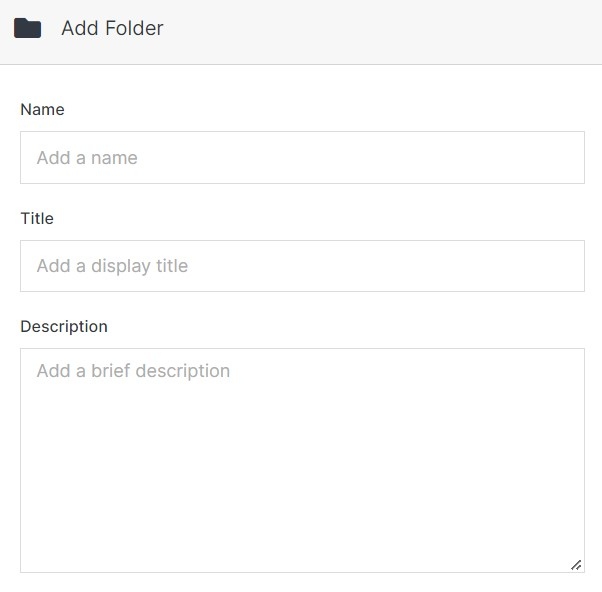 Add Folder
Name
Add a name
Title
Add a display title
Description
Add a brief description